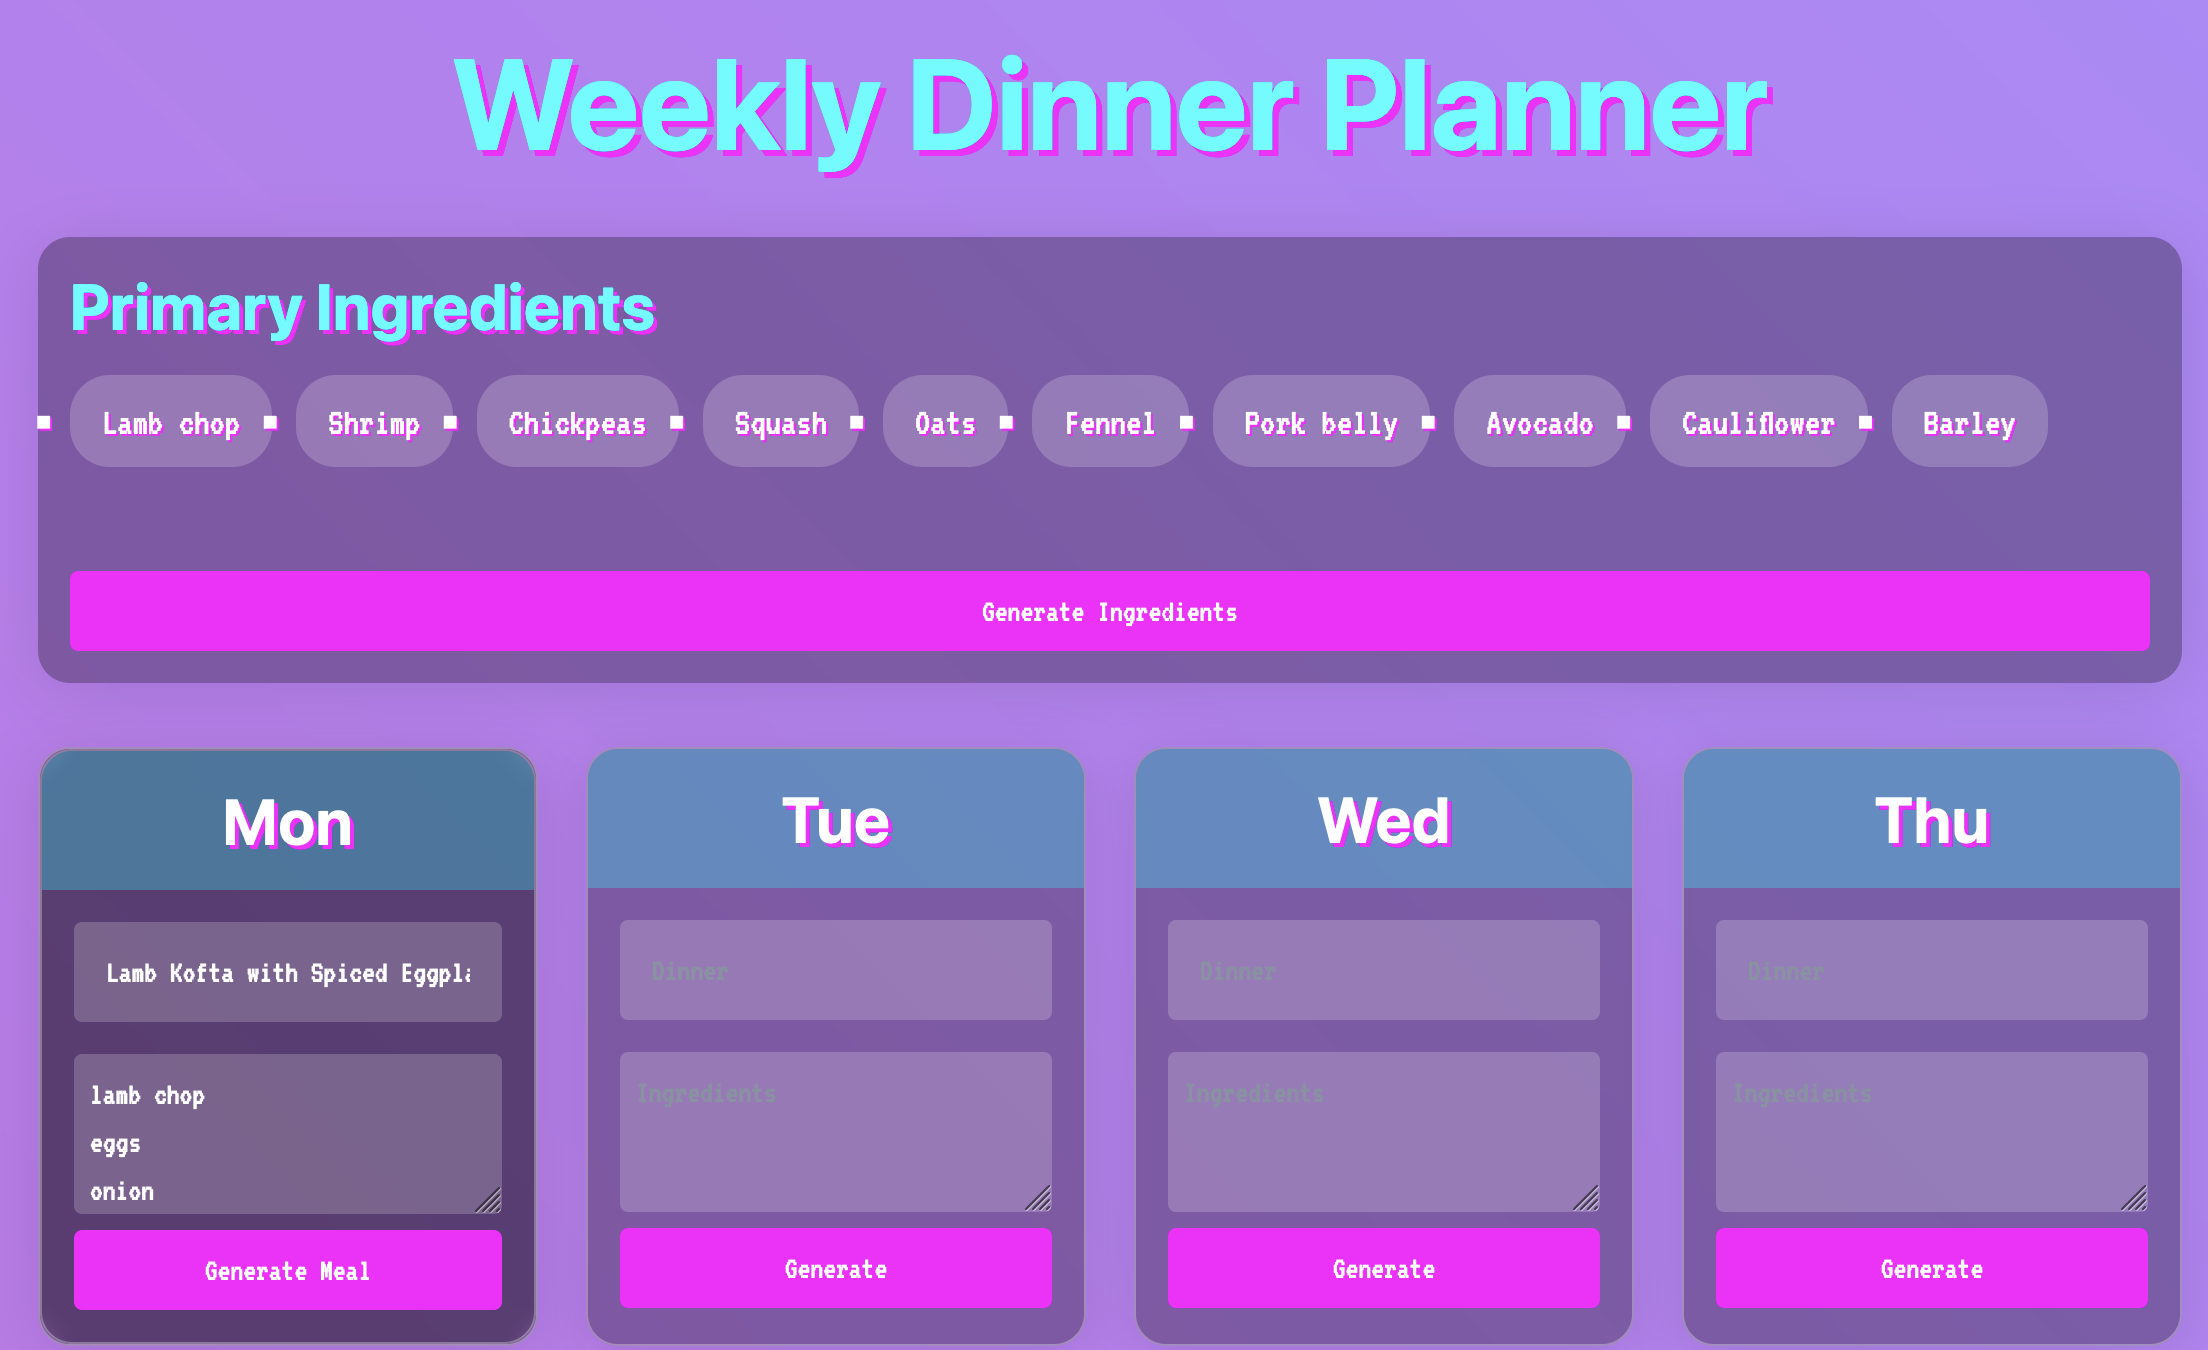 Weekly Dinner Planner
Primary Ingredients
Lamb chop Shrimp Chickpeas Squash Oats Fennel Pork belly Avocado Cauliflower Barley
Generate Ingredients
Mon Tue Wed Thu
Lamb Kofta with Spiced Dinner Dinner Dinner
lamb chop Ingredients Ingredients Ingredients
eggs
onion
Generate Meal Generate Generate Generate